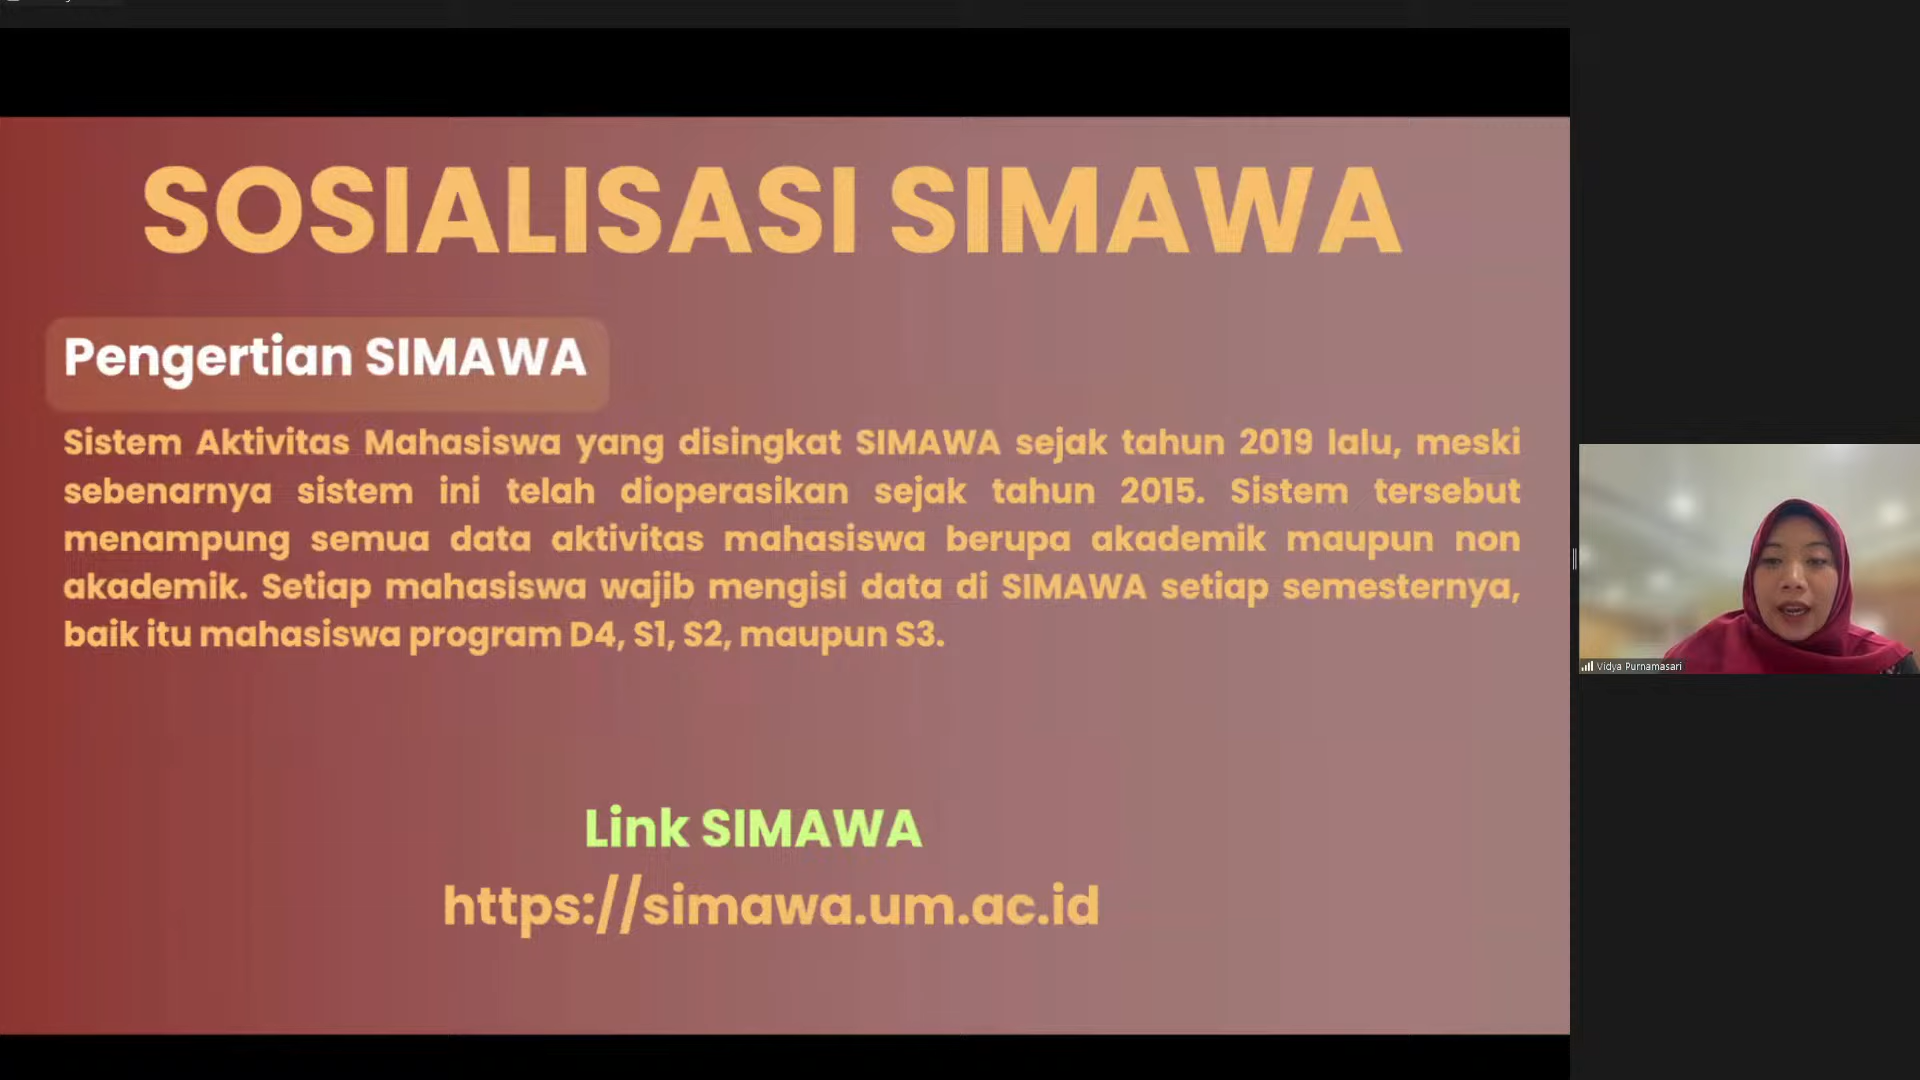 SOSIALISASI SIMAWA
Pengertian SIMAWA
Sistem Aktivitas Mahasiswa yang disingkat SIMAWA sejak tahun 2019 lalu, meski
sebenarnya sistem ini telah dioperasikan sejak tahun 2015. Sistem tersebut
menampung semua data aktivitas mahasiswa berupa akademik maupun non
akademik. Setiap mahasiswa wajib mengisi data di SIMAWA setiap semesternya,
baik itu mahasiswa program D4, S1, S2, maupun S3.
Link SIMAWA
https://simawa.um.ac.id
Vidya Purnamasari